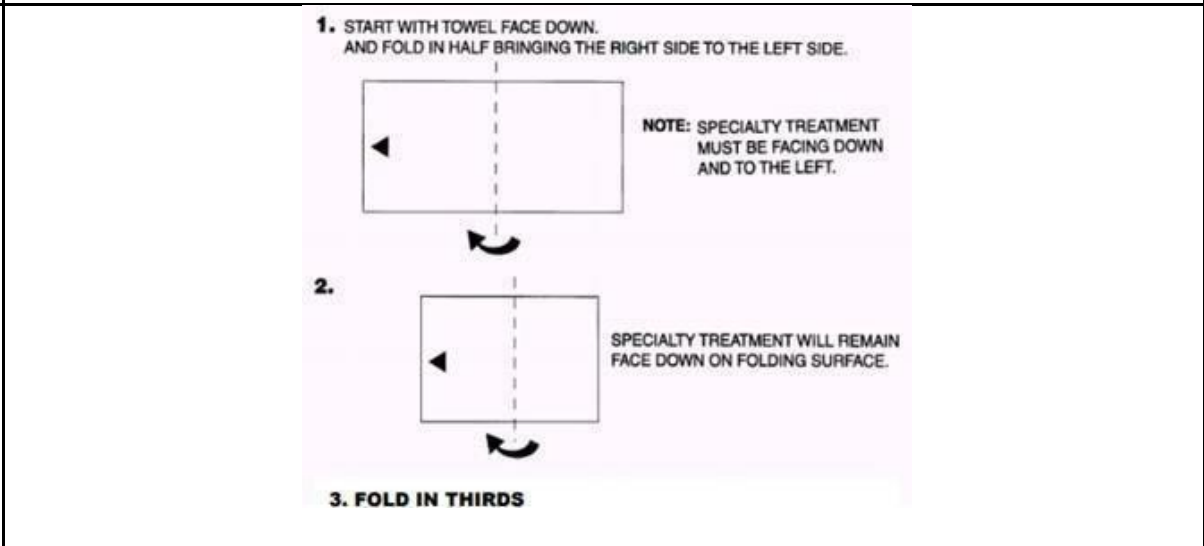 1. START WITH TOWEL FACE DOWN.
AND FOLD IN HALF BRINGING THE RIGHT SIDE TO THE LEFT SIDE.
NOTE: SPECIALTY TREATMENT
MUST BE FACING DOWN
AND TO THE LEFT.
2.
SPECIALTY TREATMENT WILL REMAIN
FACE DOWN ON FOLDING SURFACE.
3. FOLD IN THIRDS